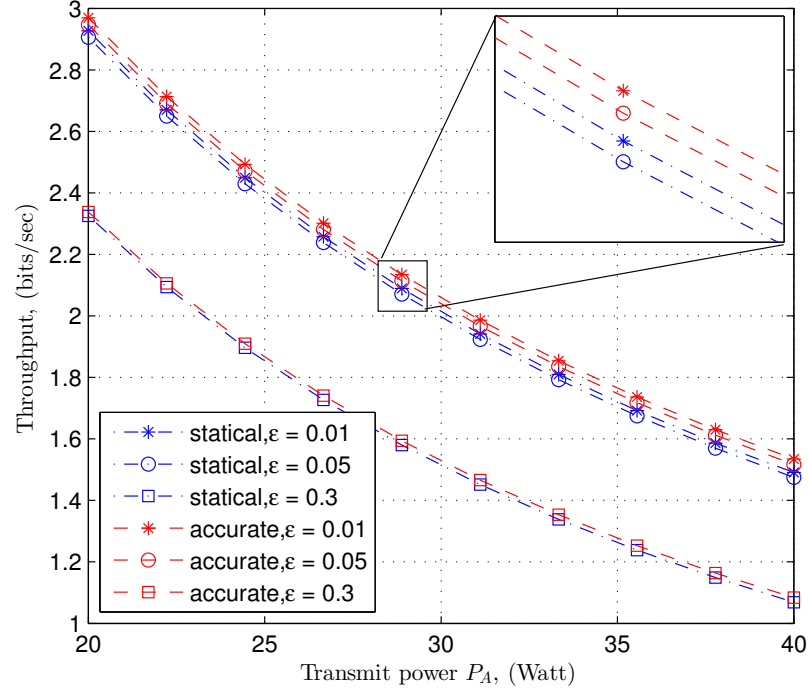 3
2.8
2.6
2.4
2.2
2
1.8
1.6
1.4
1.2
1
Throughput, (bits/sec)
statical,ε = 0.01
statical,ε = 0.05
statical,ε = 0.3
accurate,ε = 0.01
accurate,ε = 0.05
accurate,ε = 0.3
20
25
30
35
40
Transmit power P_A, (Watt)